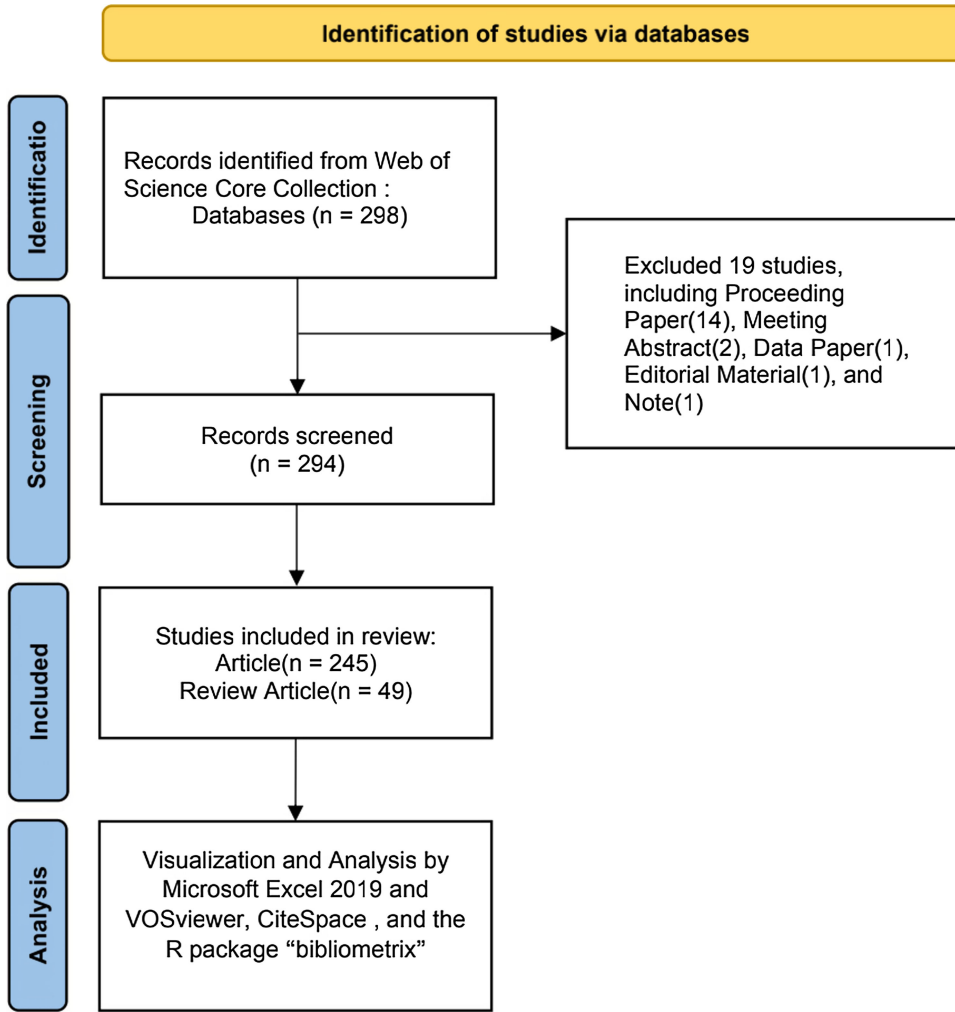 Identification of studies via databases
Identificatio
Records identified from Web of
Science Core Collection :
Databases (n = 298)
Excluded 19 studies,
including Proceeding
Paper(14), Meeting
Abstract(2), Data Paper(1),
Editorial Material(1), and
Note(1)
Screening
Records screened
(n = 294)
Included
Studies included in review:
Article(n = 245)
Review Article(n = 49)
Analysis
Visualization and Analysis by
Microsoft Excel 2019 and
VOSviewer, CiteSpace , and the
R package “bibliometrix”